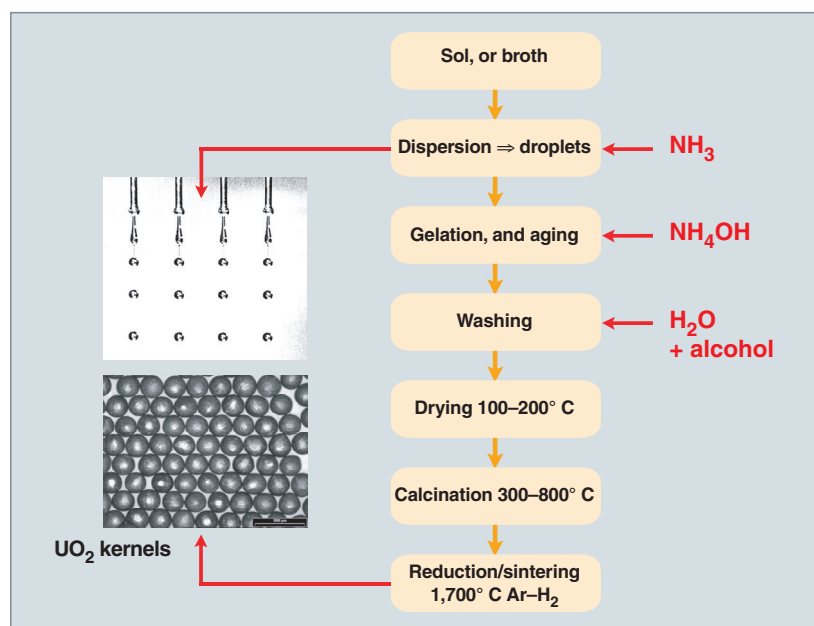 Sol, or broth
Dispersion ⇒ droplets
NH₃
Gelation, and aging
NH₄OH
Washing
H₂O
+ alcohol
Drying 100–200° C
Calcination 300–800° C
UO₂ kernels
Reduction/sintering
1,700° C Ar–H₂